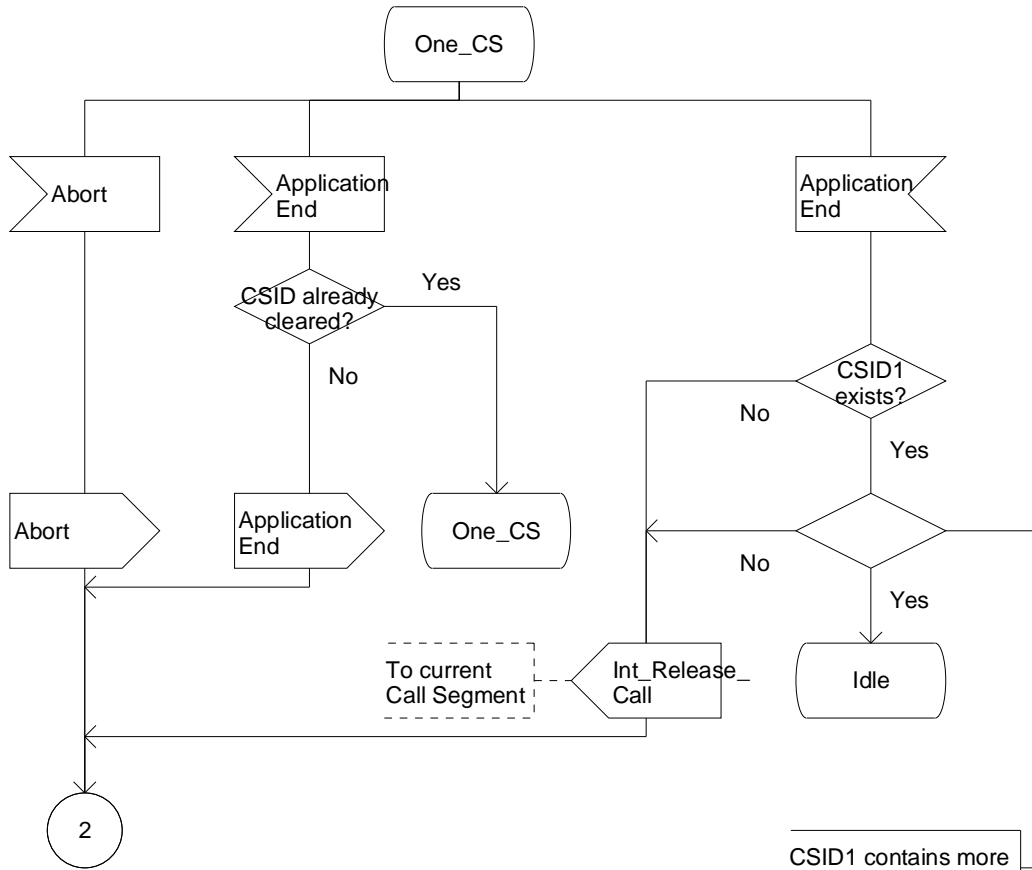 One_CS
Abort
Application
End
Application
End
CSID already
cleared?
Yes
No
CSID1
exists?
No
Yes
Abort
Application
End
One_CS
No
Yes
To current
Call Segment
Int_Release_
Call
Idle
2
CSID1 contains more